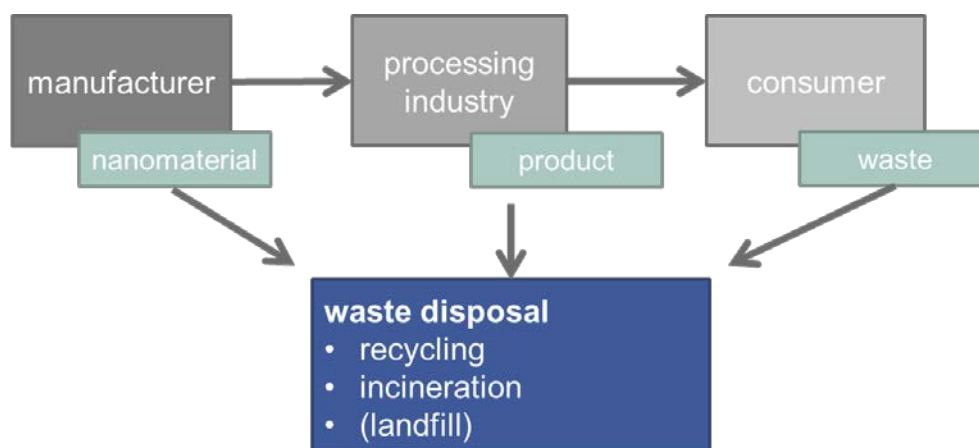 manufacturer
processing
industry
consumer
nanomaterial
product
waste
waste disposal
• recycling
• incineration
• (landfill)